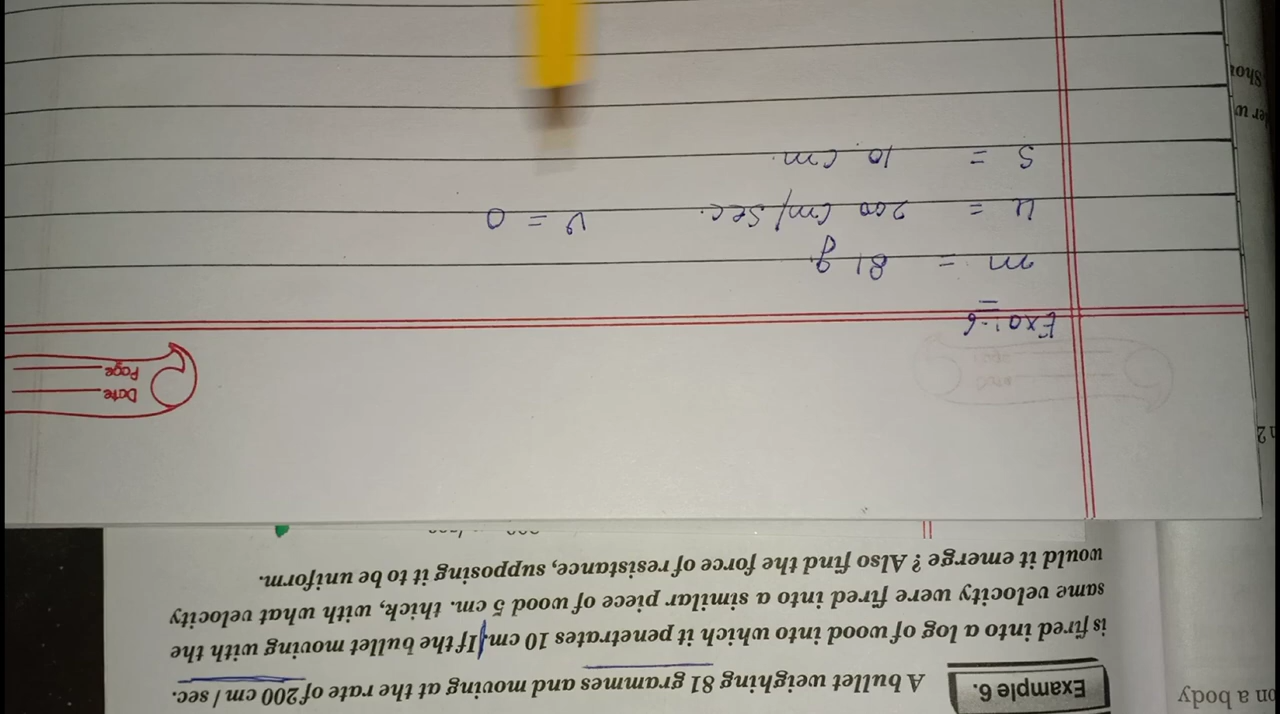 on a body
Example 6. A bullet weighing 81 grammes and moving at the rate of 200 cm / sec.
is fired into a log of wood into which it penetrates 10 cm. If the bullet moving with the
same velocity were fired into a similar piece of wood 5 cm. thick, with what velocity
would it emerge ? Also find the force of resistance, supposing it to be uniform.
Date
Page
Exa:-6
m = 81 g.
u = 200 cm/sec. v = 0
S = 10 cm.